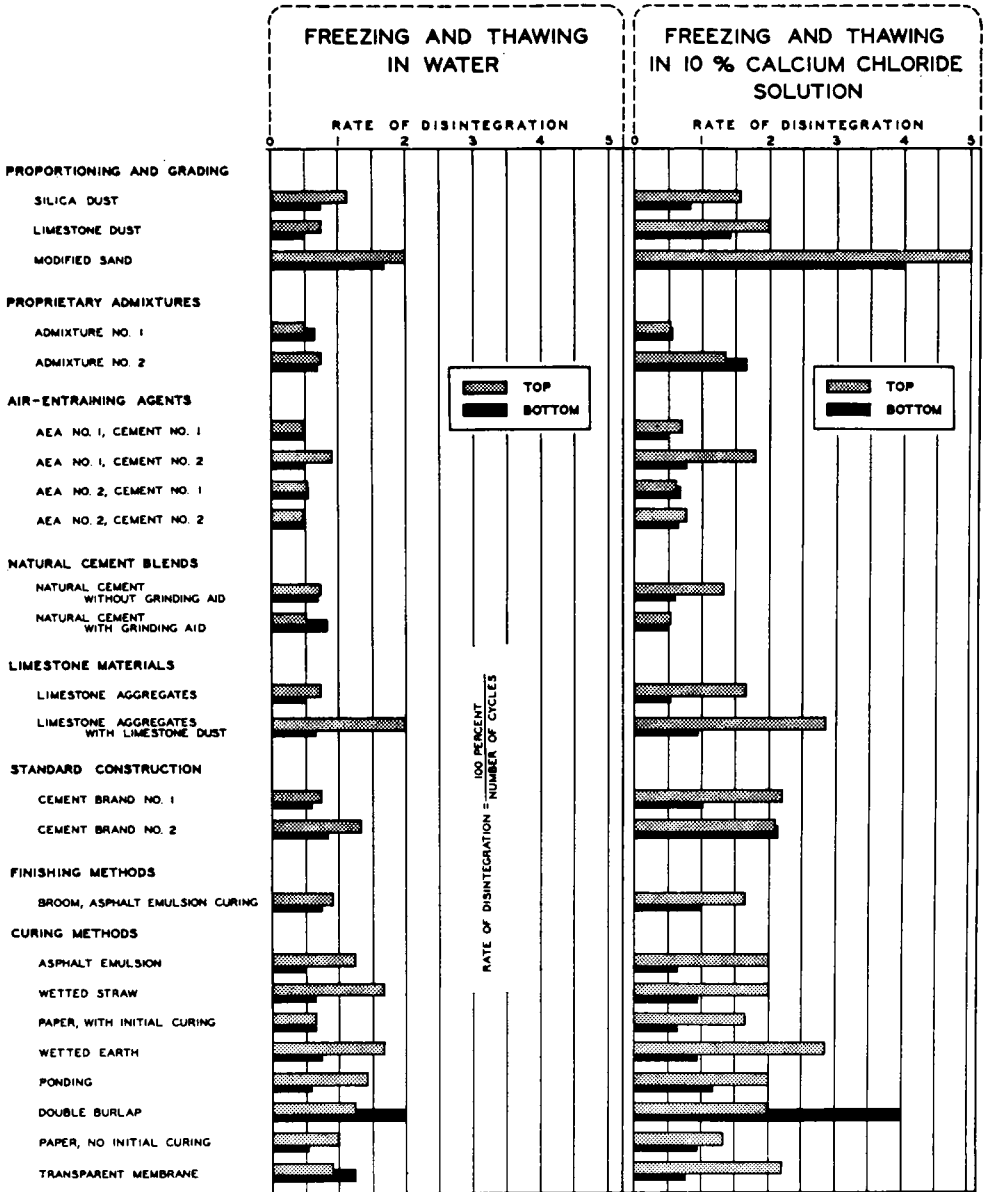 FREEZING AND THAWING
IN WATER
RATE OF DISINTEGRATION
0 1 2 3 4 5
FREEZING AND THAWING
IN 10 % CALCIUM CHLORIDE
SOLUTION
RATE OF DISINTEGRATION
0 1 2 3 4 5
PROPORTIONING AND GRADING
SILICA DUST
LIMESTONE DUST
MODIFIED SAND
PROPRIETARY ADMIXTURES
ADMIXTURE NO. 1
ADMIXTURE NO. 2
AIR-ENTRAINING AGENTS
AEA NO. 1, CEMENT NO. 1
AEA NO. 1, CEMENT NO. 2
AEA NO. 2, CEMENT NO. 1
AEA NO. 2, CEMENT NO. 2
NATURAL CEMENT BLENDS
NATURAL CEMENT
WITHOUT GRINDING AID
NATURAL CEMENT
WITH GRINDING AID
LIMESTONE MATERIALS
LIMESTONE AGGREGATES
LIMESTONE AGGREGATES
WITH LIMESTONE DUST
STANDARD CONSTRUCTION
CEMENT BRAND NO. 1
CEMENT BRAND NO. 2
FINISHING METHODS
BROOM, ASPHALT EMULSION CURING
CURING METHODS
ASPHALT EMULSION
WETTED STRAW
PAPER, WITH INITIAL CURING
WETTED EARTH
PONDING
DOUBLE BURLAP
PAPER, NO INITIAL CURING
TRANSPARENT MEMBRANE
TOP
BOTTOM
RATE OF DISINTEGRATION = 100 PERCENT
NUMBER OF CYCLES
TOP
BOTTOM